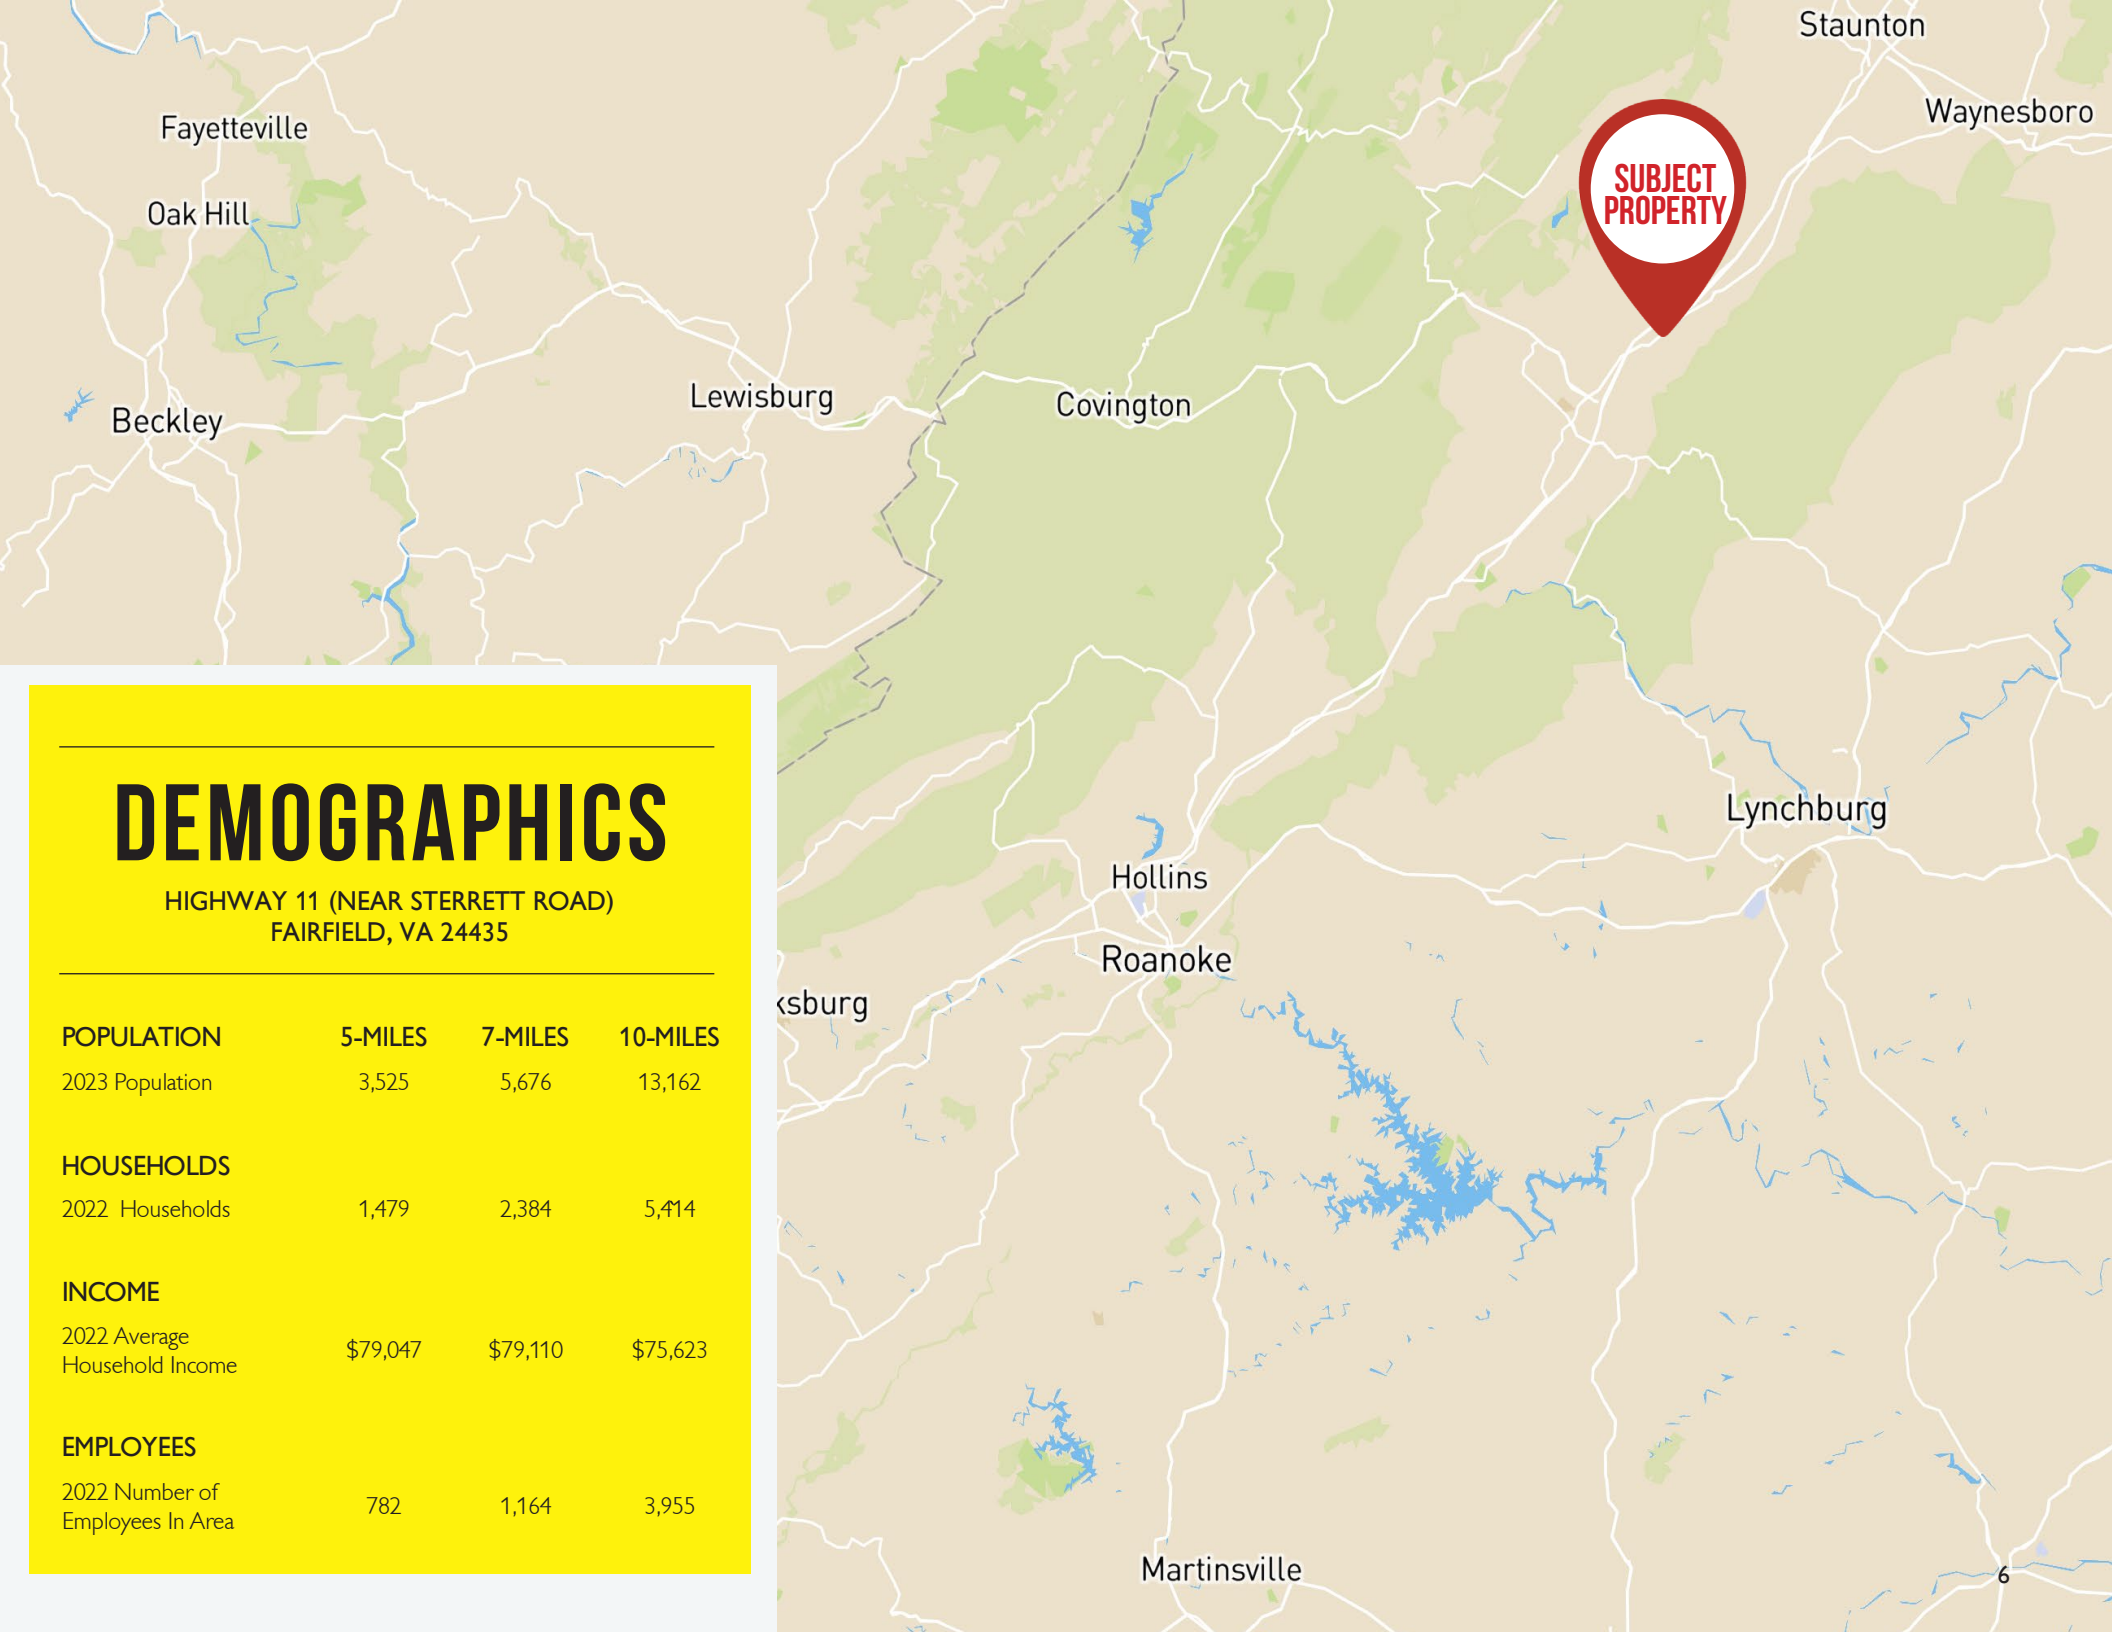 Staunton
Waynesboro
Fayetteville
SUBJECT
PROPERTY
Oak Hill
Lewisburg
Covington
Beckley
Lynchburg
Hollins
Roanoke
ksburg
Martinsville
DEMOGRAPHICS
HIGHWAY 11 (NEAR STERRETT ROAD)
FAIRFIELD, VA 24435
POPULATION 5-MILES 7-MILES 10-MILES
2023 Population 3,525 5,676 13,162
HOUSEHOLDS
2022 Households 1,479 2,384 5,414
INCOME
2022 Average
Household Income $79,047 $79,110 $75,623
EMPLOYEES
2022 Number of
Employees In Area 782 1,164 3,955
6